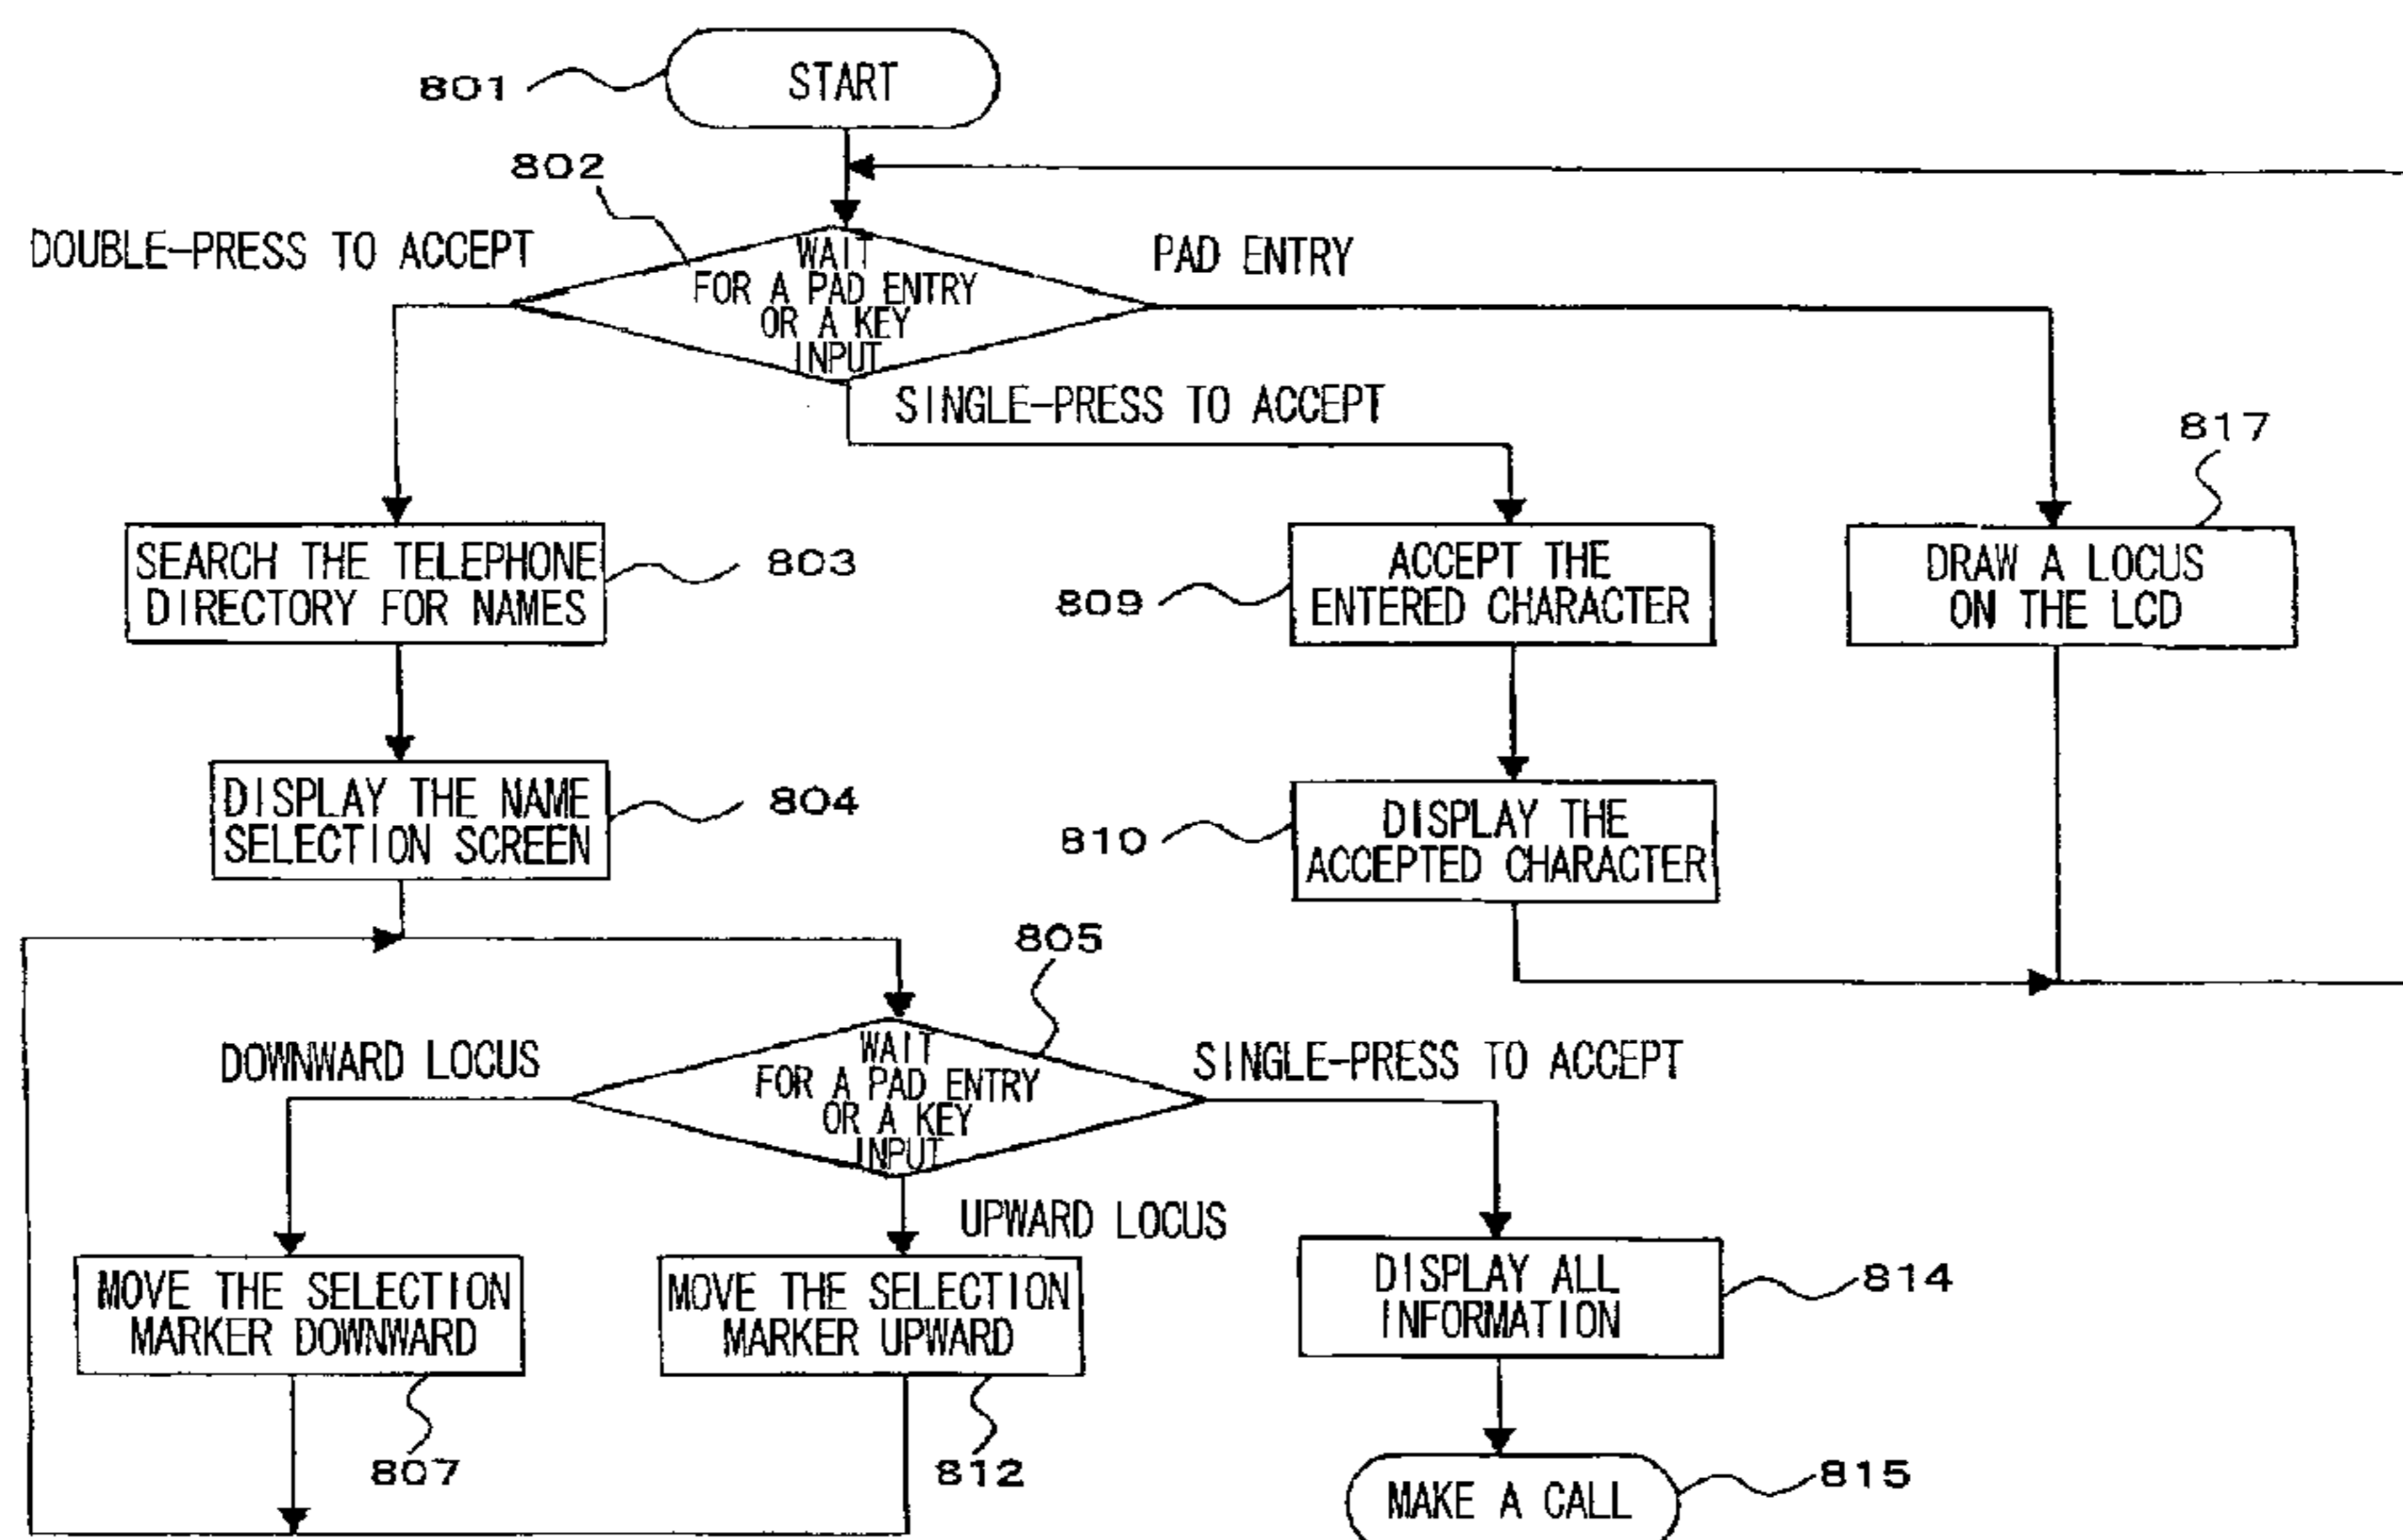 START
801
802
DOUBLE-PRESS TO ACCEPT
PAD ENTRY
WAIT
FOR A PAD ENTRY
OR A KEY
INPUT
SINGLE-PRESS TO ACCEPT
817
SEARCH THE TELEPHONE
DIRECTORY FOR NAMES
803
809
ACCEPT THE
ENTERED CHARACTER
DRAW A LOCUS
ON THE LCD
DISPLAY THE NAME
SELECTION SCREEN
804
810
DISPLAY THE
ACCEPTED CHARACTER
805
DOWNWARD LOCUS
WAIT
FOR A PAD ENTRY
OR A KEY
INPUT
SINGLE-PRESS TO ACCEPT
UPWARD LOCUS
MOVE THE SELECTION
MARKER DOWNWARD
MOVE THE SELECTION
MARKER UPWARD
DISPLAY ALL
INFORMATION
814
807
812
MAKE A CALL
815